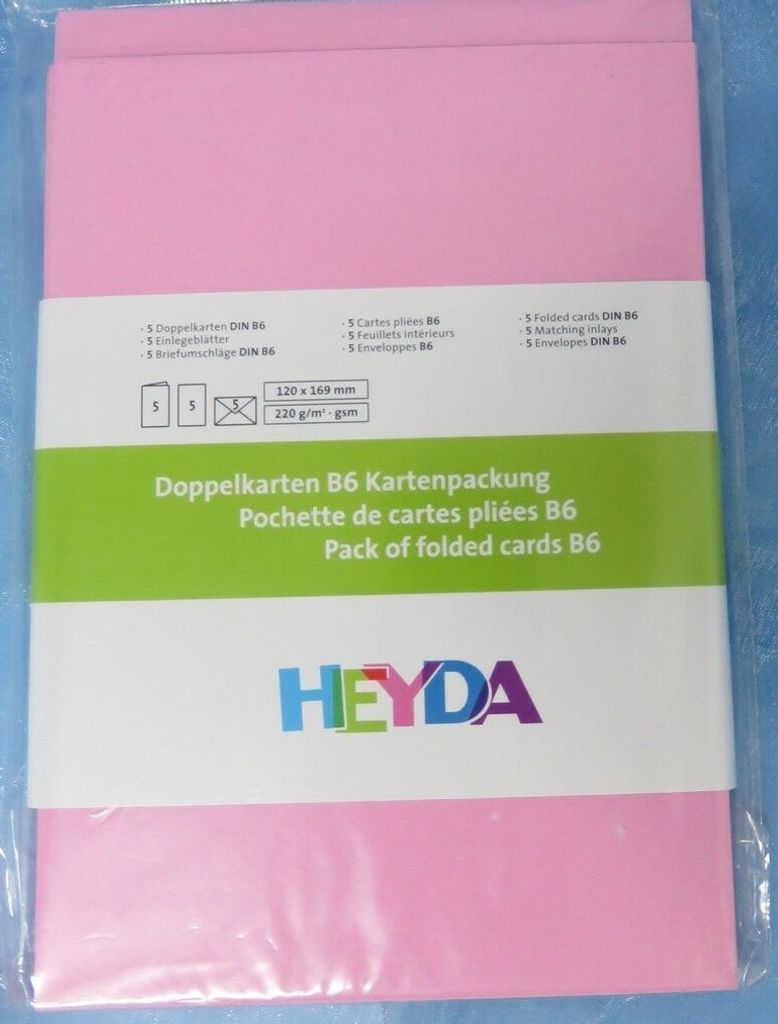 · 5 Doppelkarten DIN B6
· 5 Einlegeblätter
· 5 Briefumschläge DIN B6
· 5 Cartes pliées B6
· 5 Feuillets intérieurs
· 5 Enveloppes B6
· 5 Folded cards DIN B6
· 5 Matching inlays
· 5 Envelopes DIN B6
5 5 5
120 x 169 mm
220 g/m² · gsm
Doppelkarten B6 Kartenpackung
Pochette de cartes pliées B6
Pack of folded cards B6
HEYDA